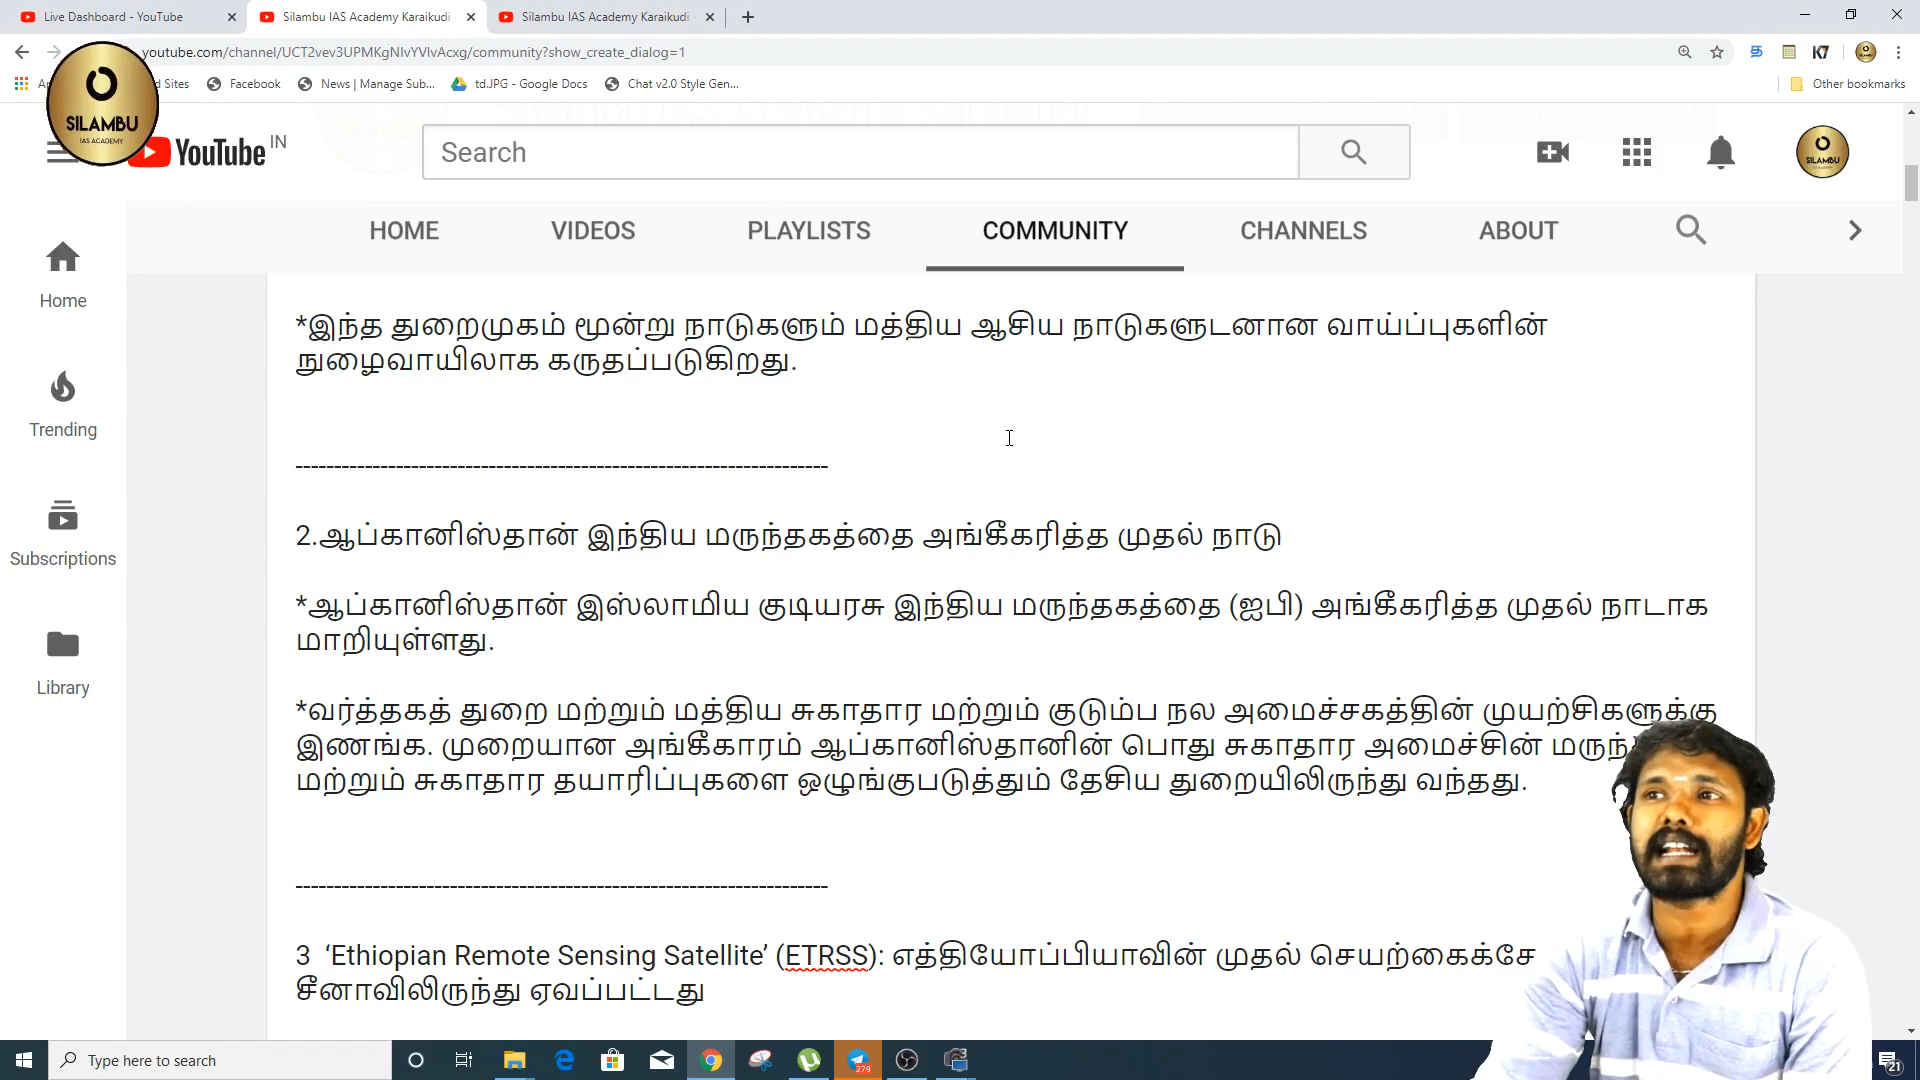 Live Dashboard - YouTube
Silambu IAS Academy Karaikudi
Silambu IAS Academy Karaikudi
youtube.com/channel/UCT2vev3UPMKgNlvYVlvAcxg/community?show_create_dialog=1
Sites
Facebook
News | Manage Sub...
td.JPG - Google Docs
Chat v2.0 Style Gen...
Other bookmarks
SILAMBU
IAS ACADEMY
YouTube IN
Search
SILAMBU
HOME
VIDEOS
PLAYLISTS
COMMUNITY
CHANNELS
ABOUT
Home
Trending
Subscriptions
Library
*இந்த துறைமுகம் மூன்று நாடுகளும் மத்திய ஆசிய நாடுகளுடனான வாய்ப்புகளின்
நுழைவாயிலாக கருதப்படுகிறது.
----------------------------------------------------------------------
2.ஆப்கானிஸ்தான் இந்திய மருந்தகத்தை அங்கீகரித்த முதல் நாடு
*ஆப்கானிஸ்தான் இஸ்லாமிய குடியரசு இந்திய மருந்தகத்தை (ஐபி) அங்கீகரித்த முதல் நாடாக
மாறியுள்ளது.
*வர்த்தகத் துறை மற்றும் மத்திய சுகாதார மற்றும் குடும்ப நல அமைச்சகத்தின் முயற்சிகளுக்கு
இணங்க. முறையான அங்கீகாரம் ஆப்கானிஸ்தானின் பொது சுகாதார அமைச்சின்
மற்றும் சுகாதார தயாரிப்புகளை ஒழுங்குபடுத்தும் தேசிய துறையிலிருந்து வந்தது.
----------------------------------------------------------------------
3 ‘Ethiopian Remote Sensing Satellite’ (ETRSS): எத்தியோப்பியாவின் முதல்
சீனாவிலிருந்து ஏவப்பட்டது
Type here to search
279
21